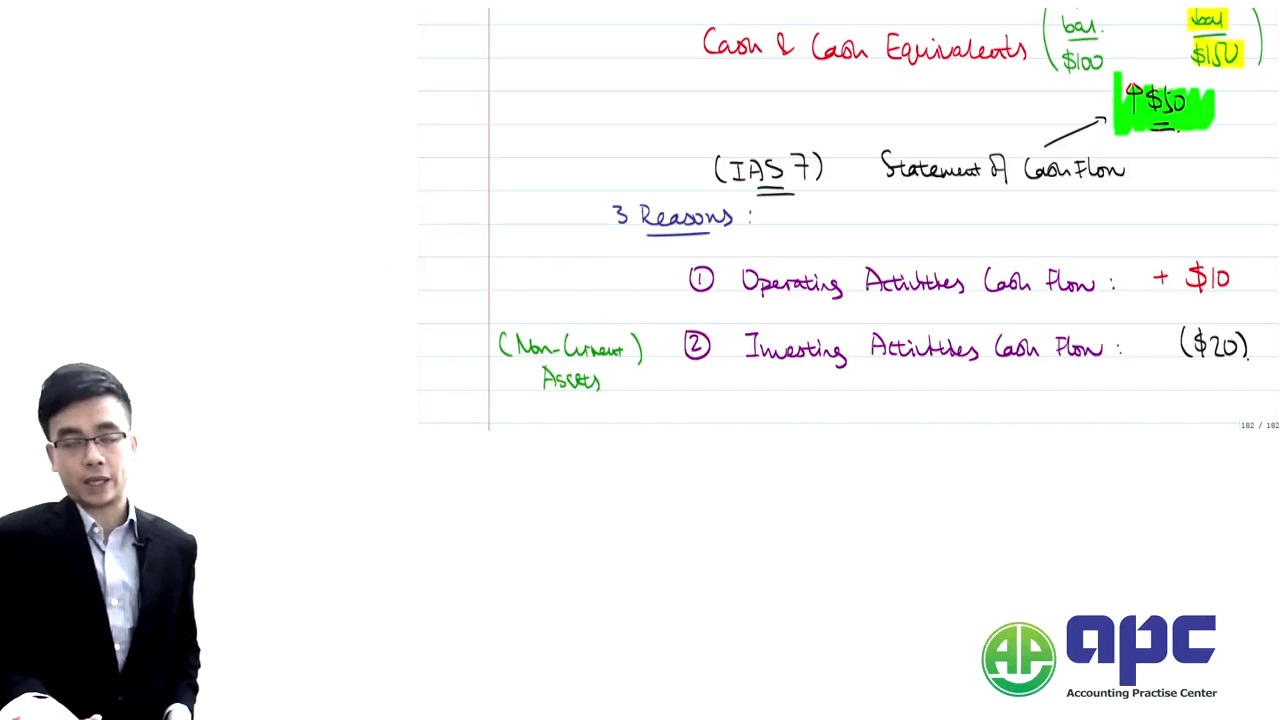 bal. bal
Cash & Cash Equivalents ( $100 $150 )
↑ $50
(IAS 7) Statement of Cash Flow
3 Reasons :
① Operating Activities Cash Flow : + $10
(Non-Current Assets) ② Investing Activities Cash Flow : ($20).
182 / 182
AP apc
Accounting Practise Center